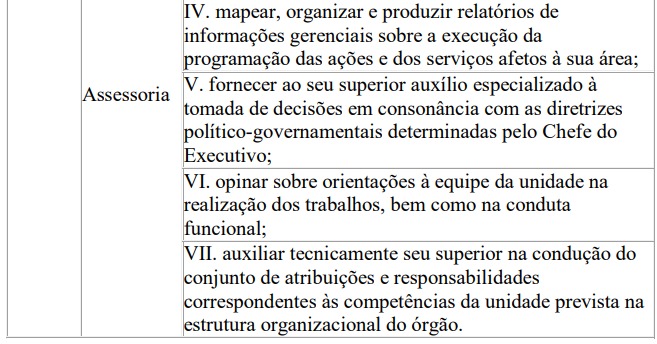 IV. mapear, organizar e produzir relatórios de
informações gerenciais sobre a execução da
programação das ações e dos serviços afetos à sua área;
Assessoria
V. fornecer ao seu superior auxílio especializado à
tomada de decisões em consonância com as diretrizes
político-governamentais determinadas pelo Chefe do
Executivo;
VI. opinar sobre orientações à equipe da unidade na
realização dos trabalhos, bem como na conduta
funcional;
VII. auxiliar tecnicamente seu superior na condução do
conjunto de atribuições e responsabilidades
correspondentes às competências da unidade prevista na
estrutura organizacional do órgão.